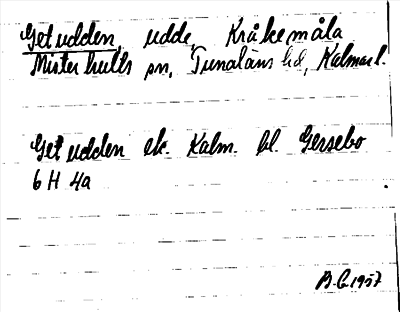 Getudden, udde, Kråkemåla
Misterhults sn, Tunaläns hd, Kalmar l.
Getudden ek. Kalm. bl. Gersebo
6 H 4a
B.G. 1957